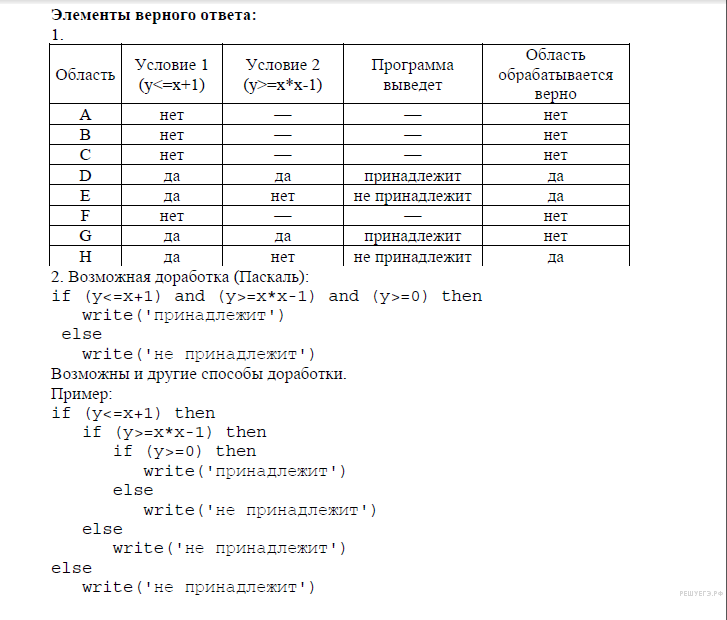 Элементы верного ответа:
1.
Область | Условие 1 (y<=x+1) | Условие 2 (y>=x*x-1) | Программа выведет | Область обрабатывается верно
A | нет | — | — | нет
B | нет | — | — | нет
C | нет | — | — | нет
D | да | да | принадлежит | да
E | да | нет | не принадлежит | да
F | нет | — | — | нет
G | да | да | принадлежит | нет
H | да | нет | не принадлежит | да
2. Возможная доработка (Паскаль):
if (y<=x+1) and (y>=x*x-1) and (y>=0) then
   write('принадлежит')
 else
   write('не принадлежит')
Возможны и другие способы доработки.
Пример:
if (y<=x+1) then
   if (y>=x*x-1) then
      if (y>=0) then
         write('принадлежит')
      else
         write('не принадлежит')
   else
      write('не принадлежит')
else
   write('не принадлежит')
РЕШУЕГЭ.РФ